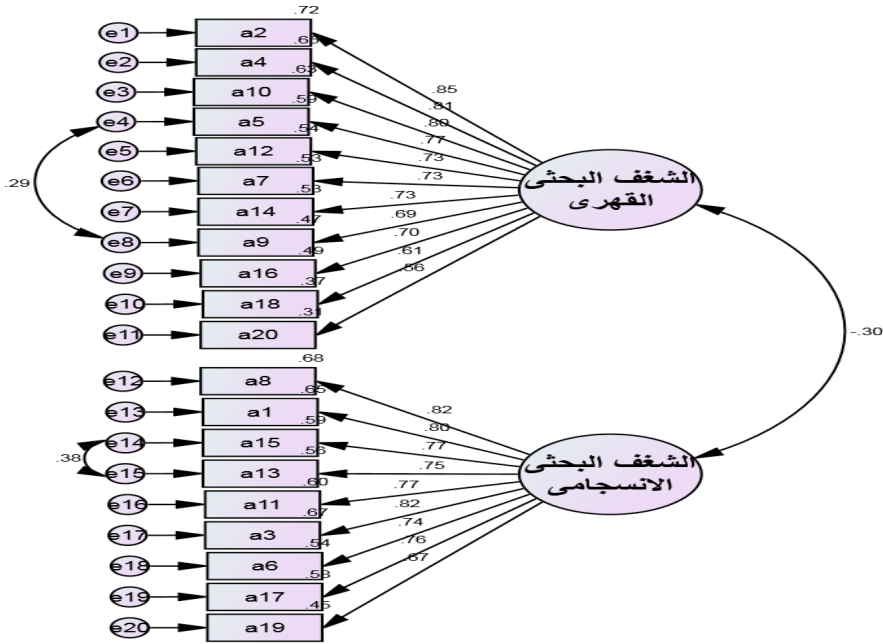 .72
e1 a2
.65
e2 a4
.63
e3 a10
.59
e4 a5
.54
e5 a12
.53
e6 a7
.53
e7 a14
.47
e8 a9
.49
e9 a16
.37
e10 a18
.31
e11 a20
.29
.85
.81
.80
.77
.73
.73
.73
.69
.70
.61
.56
الشغف البحثى
القهرى
-.30
.68
e12 a8
.65
e13 a1
.59
e14 a15
.56
e15 a13
.60
e16 a11
.67
e17 a3
.54
e18 a6
.58
e19 a17
.45
e20 a19
.38
.82
.80
.77
.75
.77
.82
.74
.76
.67
الشغف البحثى
الانسجامى